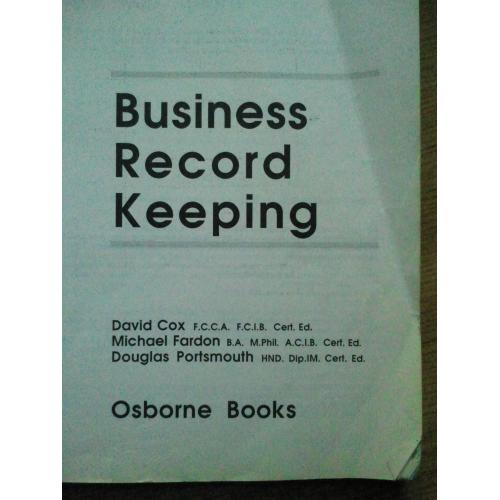 Business
Record
Keeping
David Cox F.C.C.A. F.C.I.B. Cert. Ed.
Michael Fardon B.A. M.Phil. A.C.I.B. Cert. Ed.
Douglas Portsmouth HND. Dip.IM. Cert. Ed.
Osborne Books